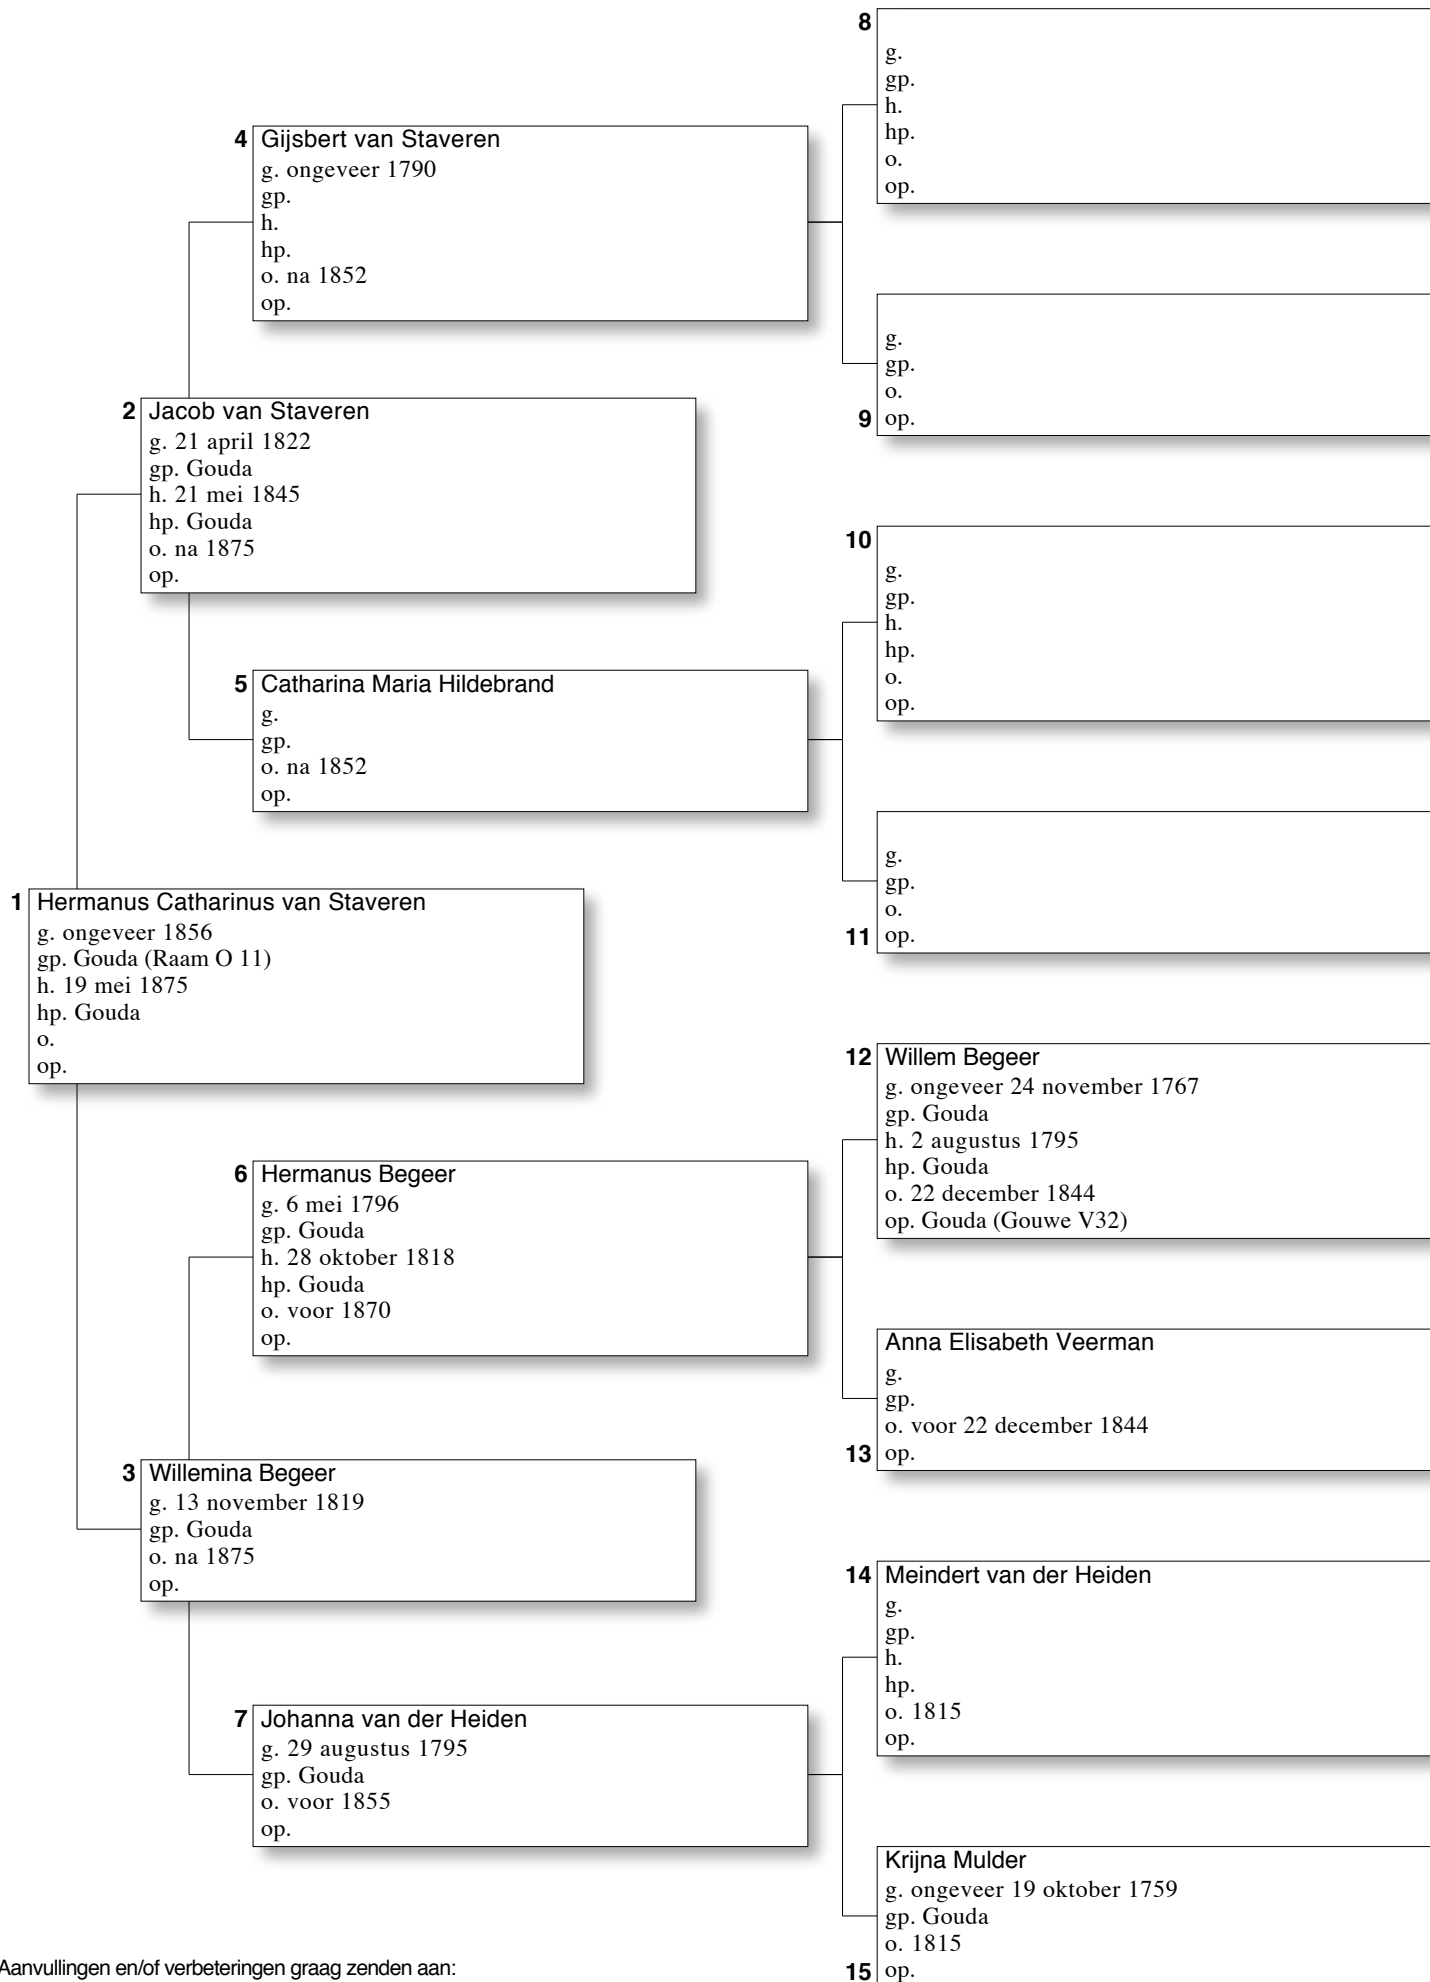 8
g.
gp.
h.
hp.
o.
op.
4 Gijsbert van Staveren
g. ongeveer 1790
gp.
h.
hp.
o. na 1852
op.
g.
gp.
o.
9 op.
2 Jacob van Staveren
g. 21 april 1822
gp. Gouda
h. 21 mei 1845
hp. Gouda
o. na 1875
op.
10
g.
gp.
h.
hp.
o.
op.
5 Catharina Maria Hildebrand
g.
gp.
o. na 1852
op.
g.
gp.
o.
11 op.
1 Hermanus Catharinus van Staveren
g. ongeveer 1856
gp. Gouda (Raam O 11)
h. 19 mei 1875
hp. Gouda
o.
op.
12 Willem Begeer
g. ongeveer 24 november 1767
gp. Gouda
h. 2 augustus 1795
hp. Gouda
o. 22 december 1844
op. Gouda (Gouwe V32)
6 Hermanus Begeer
g. 6 mei 1796
gp. Gouda
h. 28 oktober 1818
hp. Gouda
o. voor 1870
op.
Anna Elisabeth Veerman
g.
gp.
o. voor 22 december 1844
13 op.
3 Willemina Begeer
g. 13 november 1819
gp. Gouda
o. na 1875
op.
14 Meindert van der Heiden
g.
gp.
h.
hp.
o. 1815
op.
7 Johanna van der Heiden
g. 29 augustus 1795
gp. Gouda
o. voor 1855
op.
Krijna Mulder
g. ongeveer 19 oktober 1759
gp. Gouda
o. 1815
15 op.
Aanvullingen en/of verbeteringen graag zenden aan: